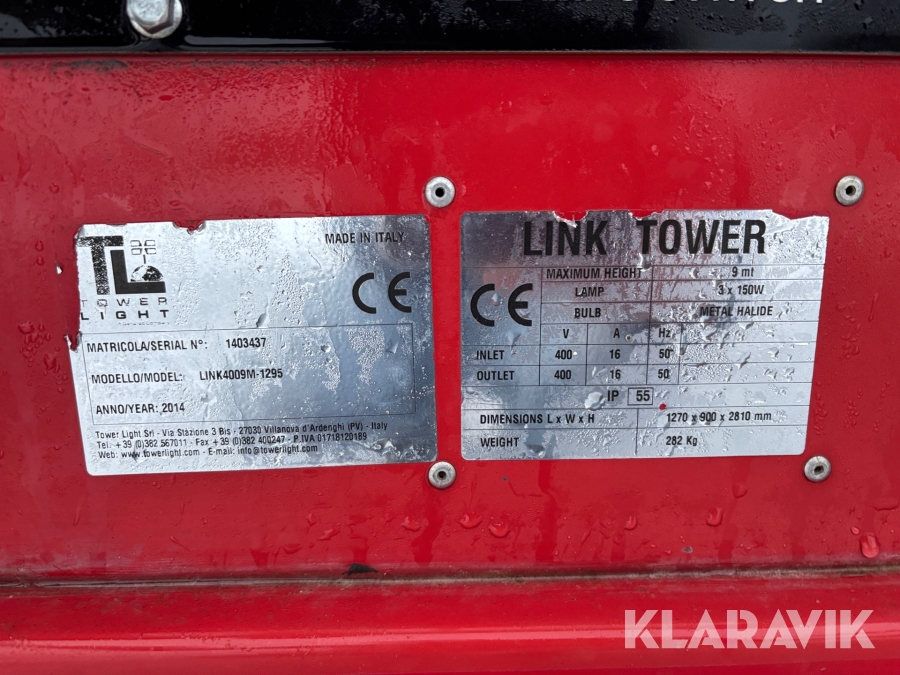 TL
TOWER
LIGHT
MADE IN ITALY
CE
MATRICOLA/SERIAL N°: 1403437
MODELLO/MODEL: LINK4009M-1295
ANNO/YEAR: 2014
Tower Light Srl - Via Stazione 3 Bis - 27030 Villanova d'Ardenghi (PV) - Italy
Tel: +39 (0)382 567011 - Fax +39 (0)382 400247 - P.IVA 01718120189
Web: www.towerlight.com - E-mail: info@towerlight.com
LINK TOWER
CE
MAXIMUM HEIGHT 9 mt
LAMP 3 x 150W
BULB METAL HALIDE
V A Hz
INLET 400 16 50
OUTLET 400 16 50
IP 55
DIMENSIONS L x W x H 1270 x 900 x 2810 mm
WEIGHT 282 Kg
KLARAVIK